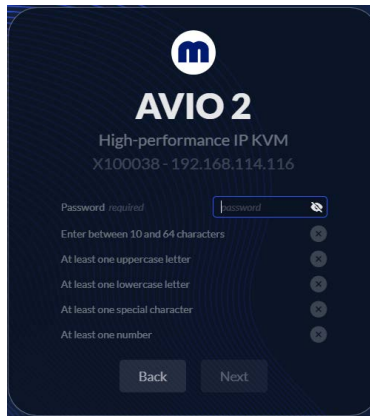 m
AVIO 2
High-performance IP KVM
X100038 - 192.168.114.116
Password required password
Enter between 10 and 64 characters
At least one uppercase letter
At least one lowercase letter
At least one special character
At least one number
Back Next